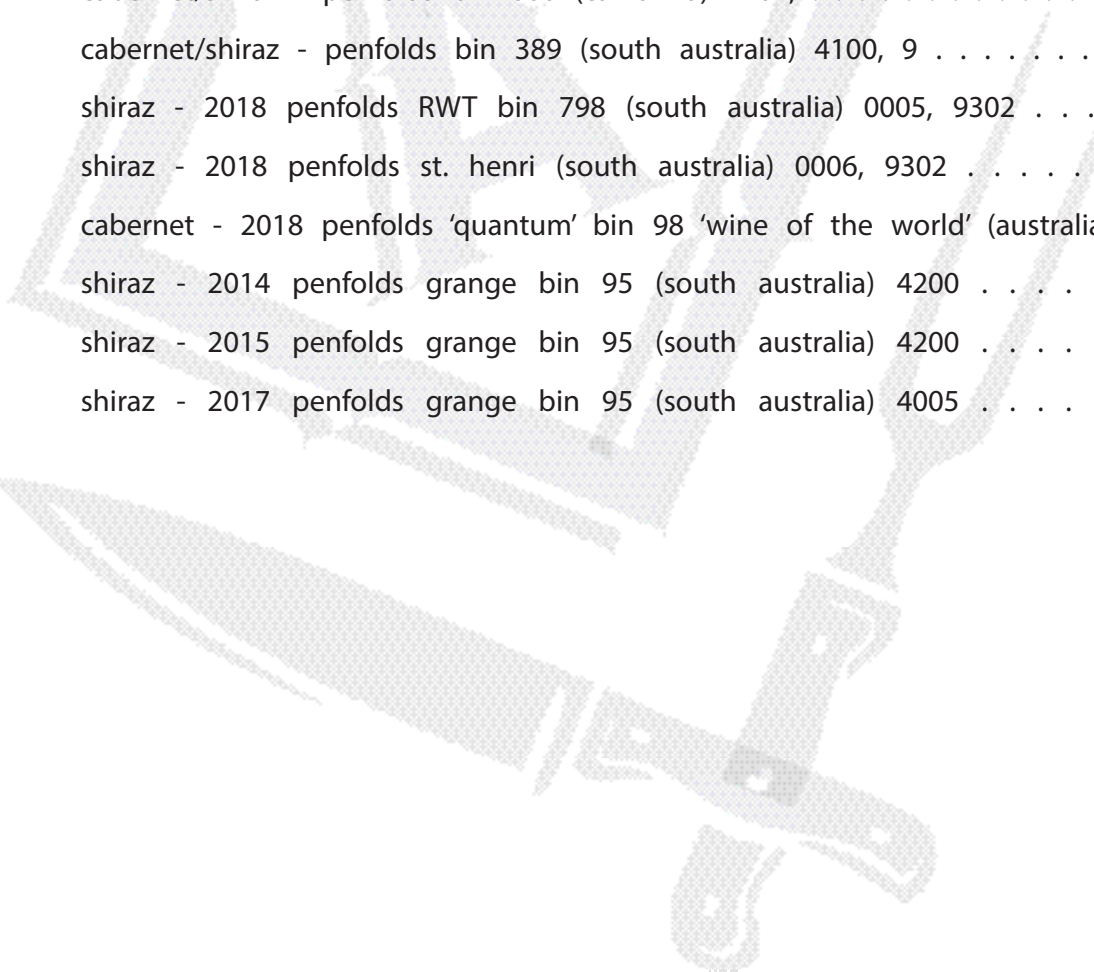 cabernet/shiraz - penfolds bin 389 (south australia) 4100, 9 . . . . . . .
shiraz - 2018 penfolds RWT bin 798 (south australia) 0005, 9302 . . . .
shiraz - 2018 penfolds st. henri (south australia) 0006, 9302 . . . . .
cabernet - 2018 penfolds ‘quantum’ bin 98 ‘wine of the world’ (australia
shiraz - 2014 penfolds grange bin 95 (south australia) 4200 . . . .
shiraz - 2015 penfolds grange bin 95 (south australia) 4200 . . . .
shiraz - 2017 penfolds grange bin 95 (south australia) 4005 . . . .